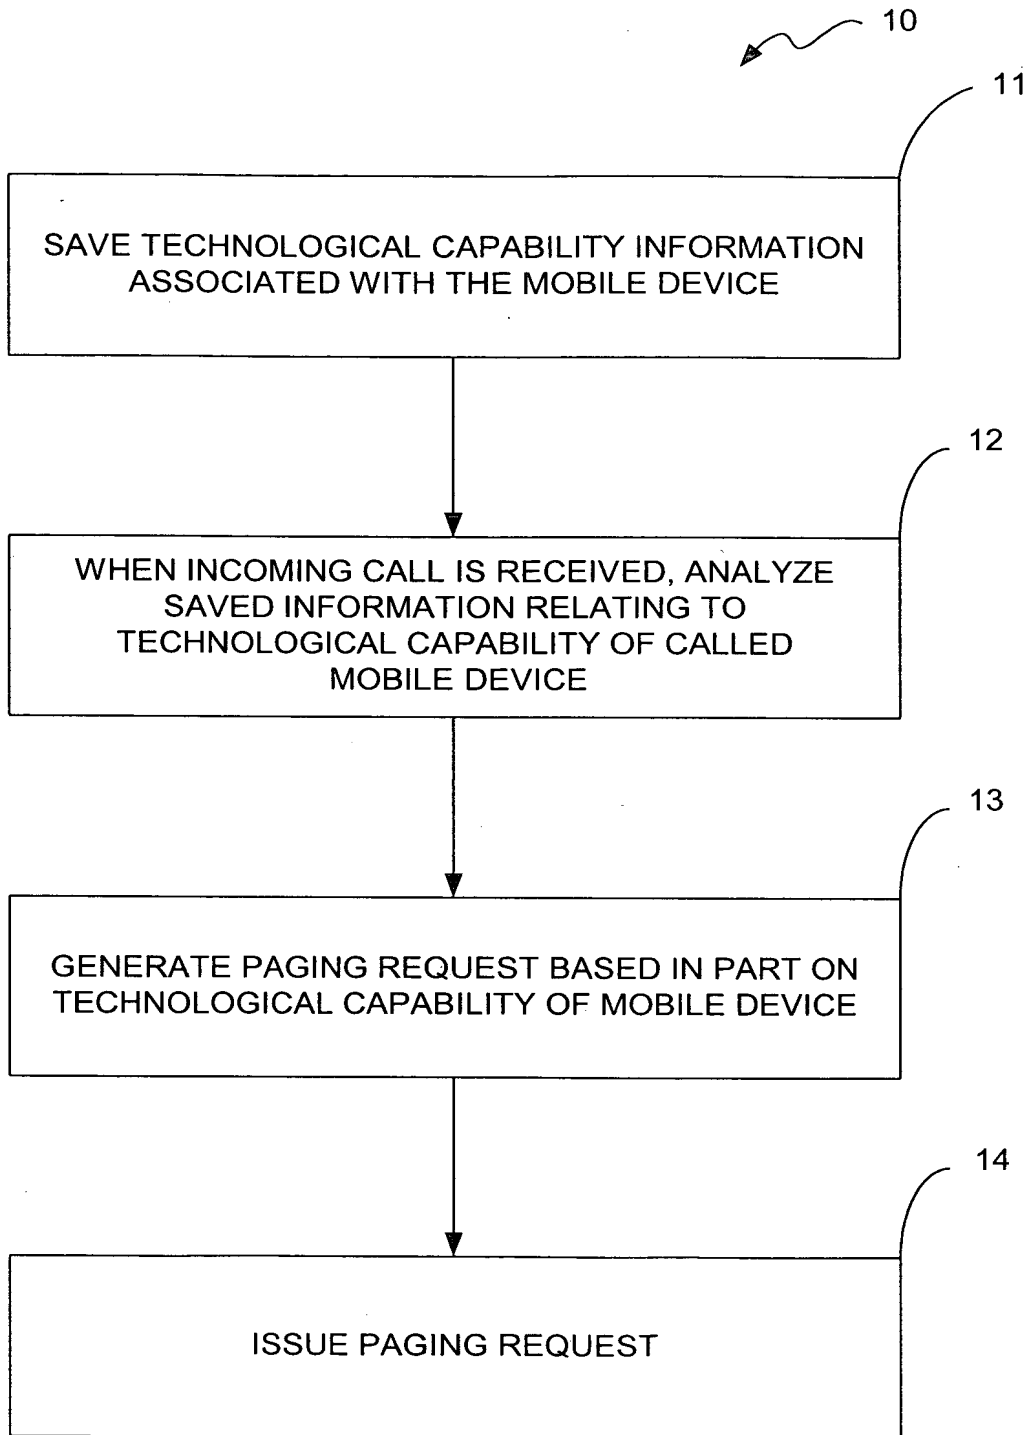 10
11
SAVE TECHNOLOGICAL CAPABILITY INFORMATION
ASSOCIATED WITH THE MOBILE DEVICE
12
WHEN INCOMING CALL IS RECEIVED, ANALYZE
SAVED INFORMATION RELATING TO
TECHNOLOGICAL CAPABILITY OF CALLED
MOBILE DEVICE
13
GENERATE PAGING REQUEST BASED IN PART ON
TECHNOLOGICAL CAPABILITY OF MOBILE DEVICE
14
ISSUE PAGING REQUEST